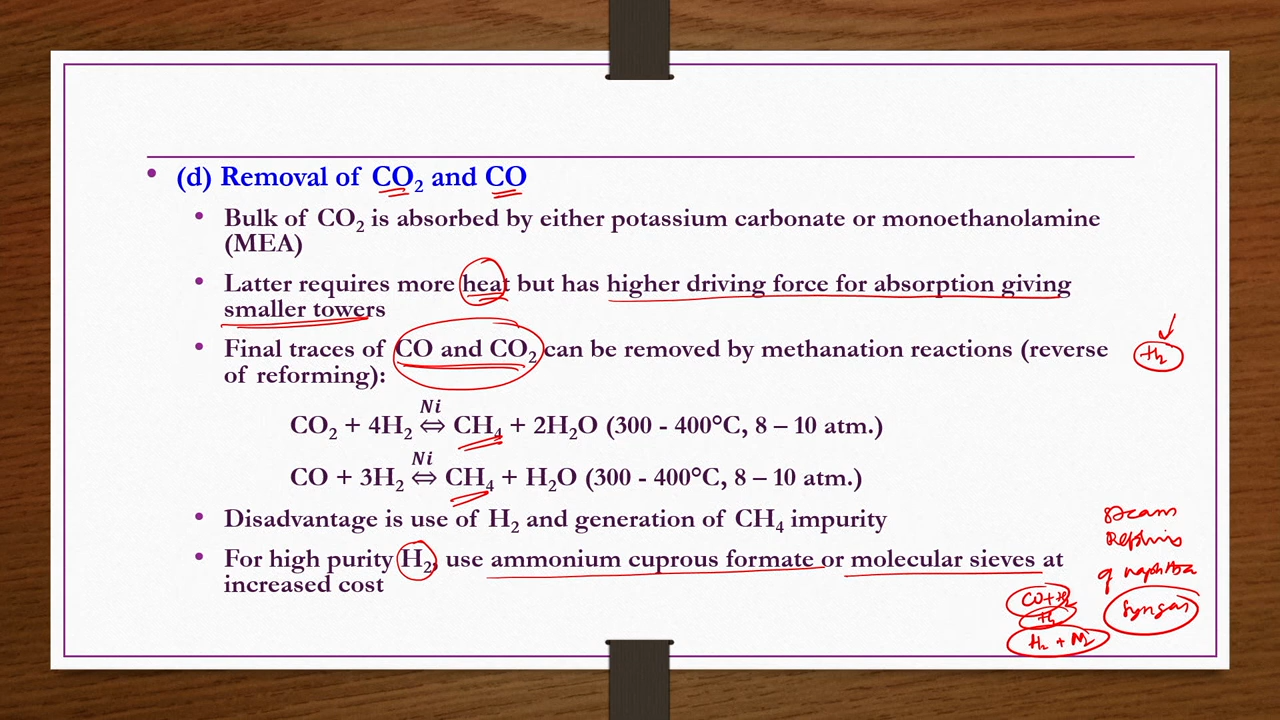 • (d) Removal of CO₂ and CO
• Bulk of CO₂ is absorbed by either potassium carbonate or monoethanolamine
(MEA)
• Latter requires more heat but has higher driving force for absorption giving
smaller towers
• Final traces of CO and CO₂ can be removed by methanation reactions (reverse
of reforming):
H₂
Ni
CO₂ + 4H₂ ⇔ CH₄ + 2H₂O (300 - 400°C, 8 – 10 atm.)
Ni
CO + 3H₂ ⇔ CH₄ + H₂O (300 - 400°C, 8 – 10 atm.)
• Disadvantage is use of H₂ and generation of CH₄ impurity
• For high purity H₂, use ammonium cuprous formate or molecular sieves at
increased cost
Steam
of naphtha
Syngas
CO+H₂
H₂
H₂ + N₂